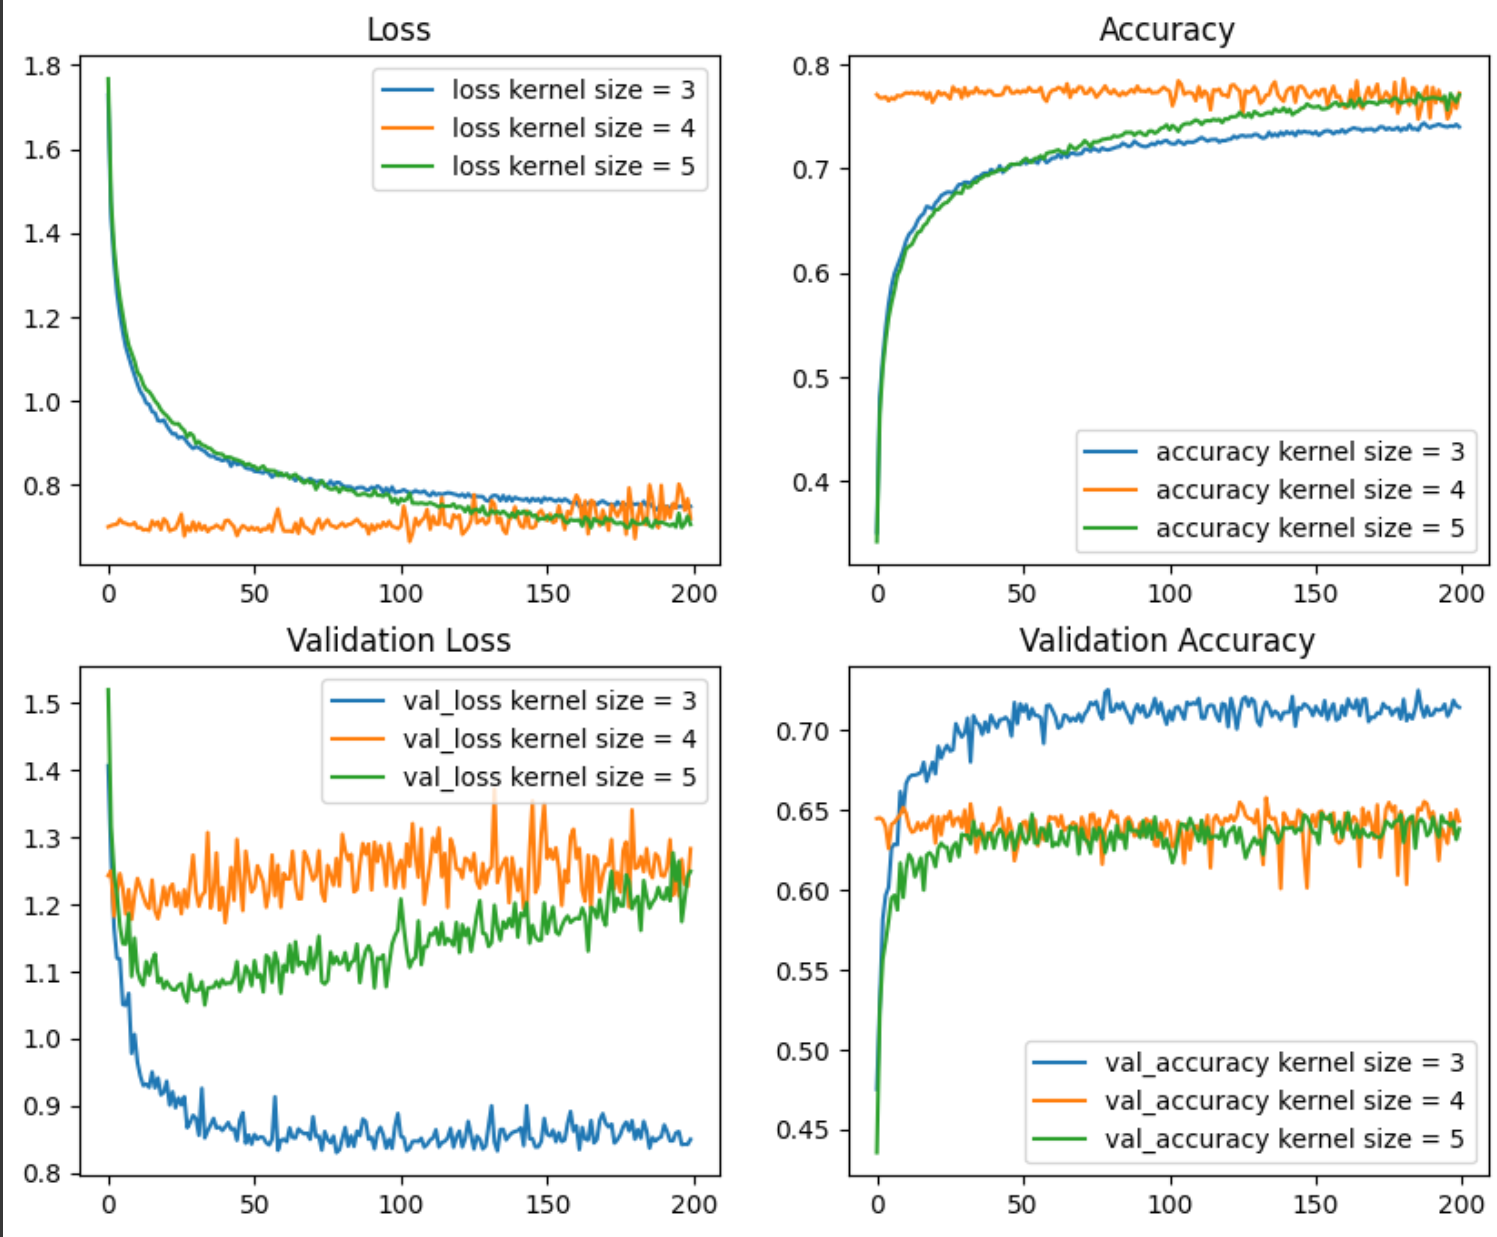 Loss
1.8
1.6
1.4
1.2
1.0
0.8
0
50
100
150
200
loss kernel size = 3
loss kernel size = 4
loss kernel size = 5
Accuracy
0.8
0.7
0.6
0.5
0.4
0
50
100
150
200
accuracy kernel size = 3
accuracy kernel size = 4
accuracy kernel size = 5
Validation Loss
1.5
1.4
1.3
1.2
1.1
1.0
0.9
0.8
0
50
100
150
200
val_loss kernel size = 3
val_loss kernel size = 4
val_loss kernel size = 5
Validation Accuracy
0.70
0.65
0.60
0.55
0.50
0.45
0
50
100
150
200
val_accuracy kernel size = 3
val_accuracy kernel size = 4
val_accuracy kernel size = 5